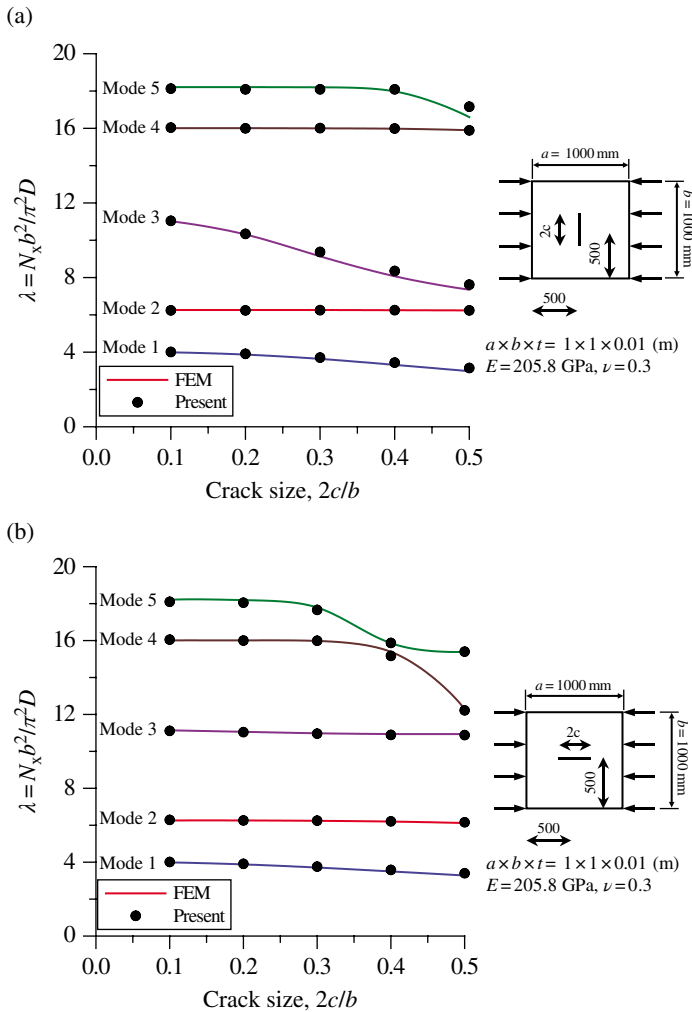 (a)
20
16
12
8
4
0
λ = Nₓb²/π²D
Mode 5
Mode 4
Mode 3
Mode 2
Mode 1
FEM
Present
0.0 0.1 0.2 0.3 0.4 0.5
Crack size, 2c/b
a = 1000 mm
b = 1000 mm
2c
500
500
a × b × t = 1 × 1 × 0.01 (m)
E = 205.8 GPa, ν = 0.3
(b)
20
16
12
8
4
0
λ = Nₓb²/π²D
Mode 5
Mode 4
Mode 3
Mode 2
Mode 1
FEM
Present
0.0 0.1 0.2 0.3 0.4 0.5
Crack size, 2c/b
a = 1000 mm
b = 1000 mm
2c
500
500
a × b × t = 1 × 1 × 0.01 (m)
E = 205.8 GPa, ν = 0.3